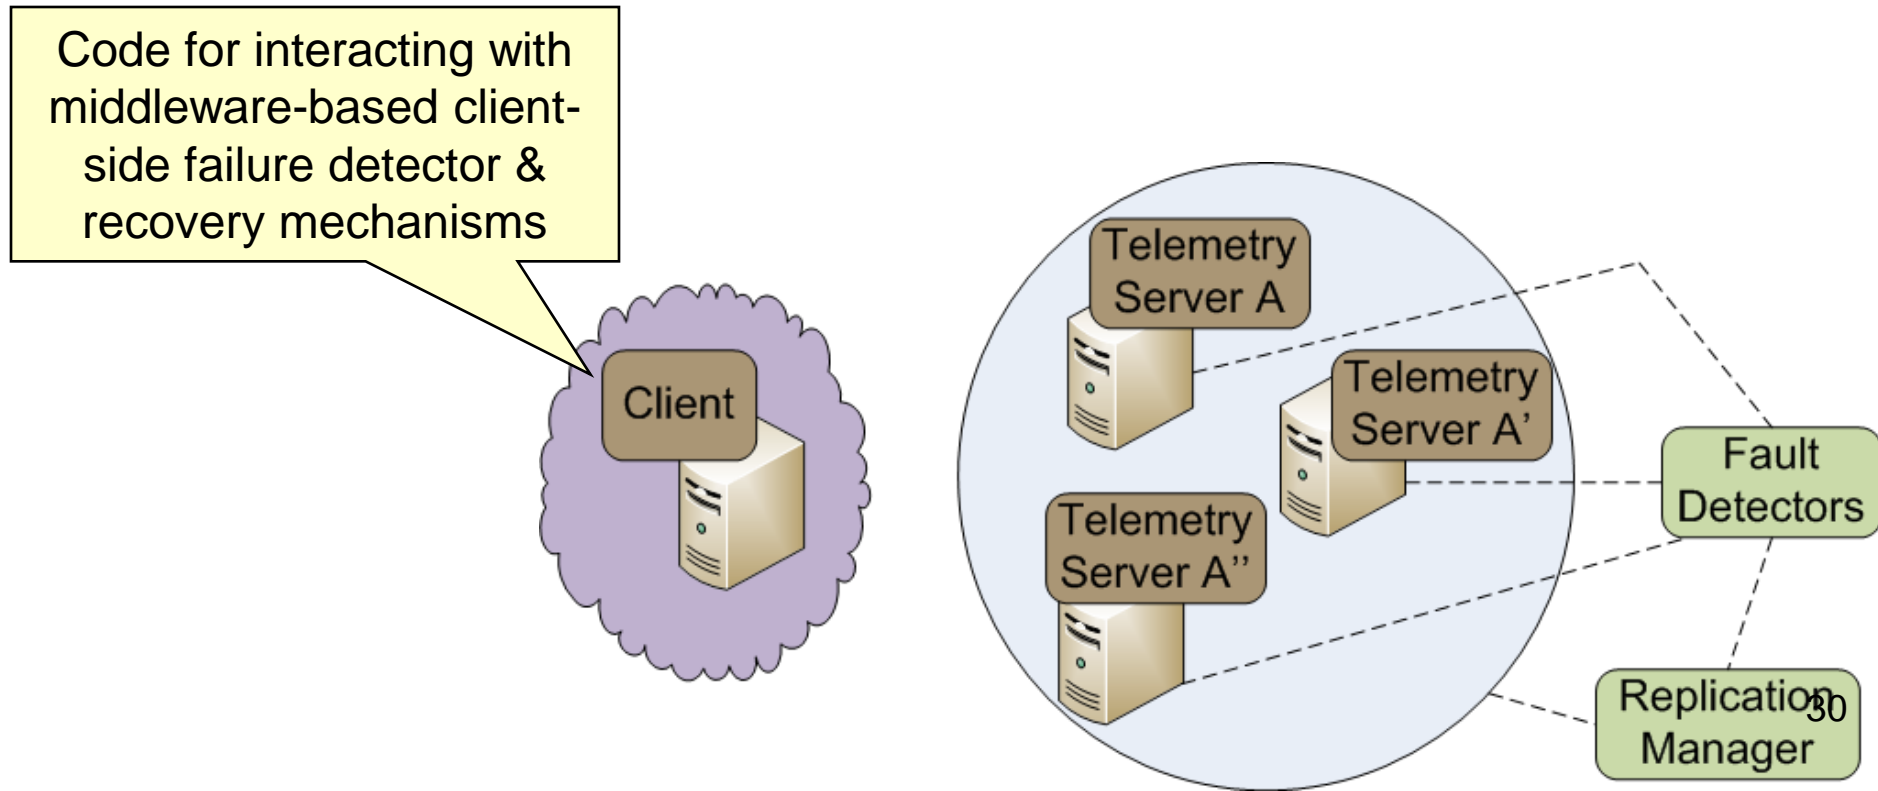 Code for interacting with
middleware-based client-
side failure detector &
recovery mechanisms
Client
Telemetry
Server A
Telemetry
Server A’
Telemetry
Server A’’
Fault
Detectors
Replication
Manager
30